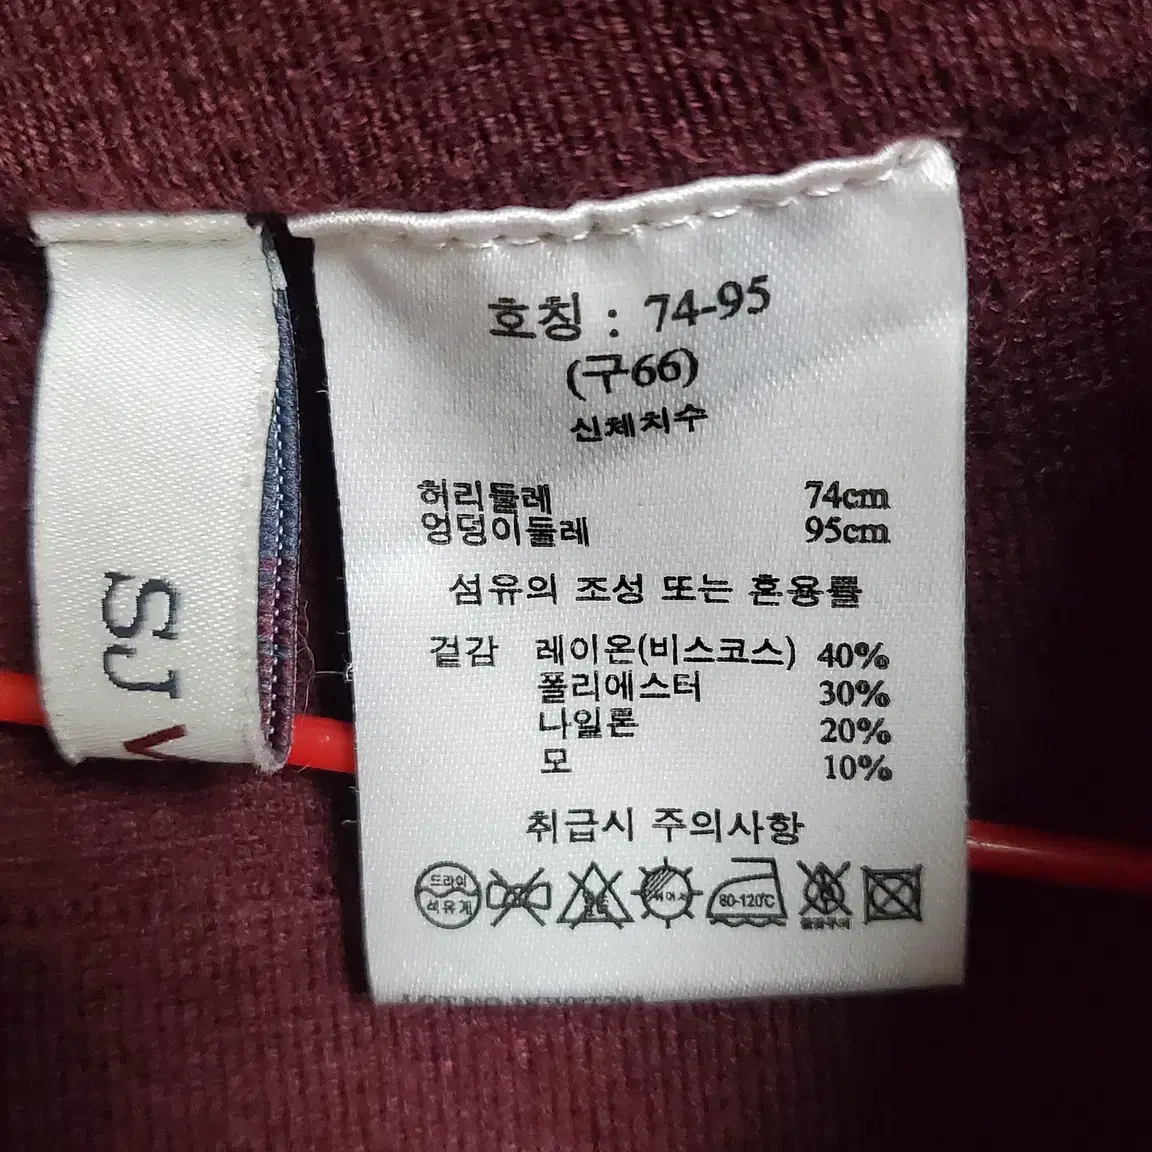 호칭 : 74-95
(구66)
신체치수
허리둘레 74cm
엉덩이둘레 95cm
섬유의 조성 또는 혼용률
겉감 레이온(비스코스) 40%
폴리에스터 30%
나일론 20%
모 10%
취급시 주의사항
드라이
석유계
80-120℃
SJ